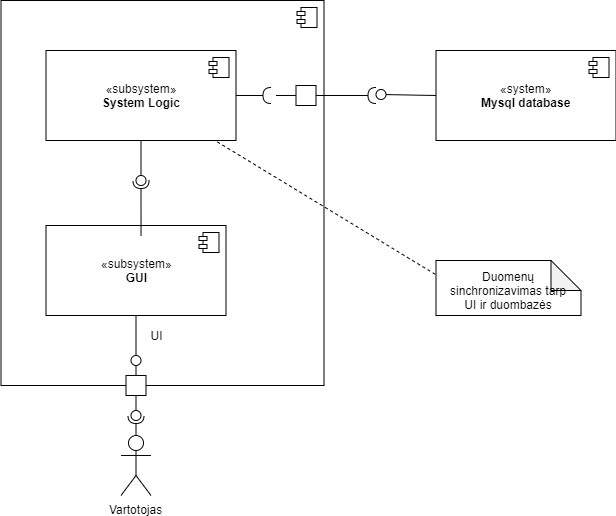 «subsystem»
System Logic
«system»
Mysql database
«subsystem»
GUI
Duomenų
sinchronizavimas tarp
UI ir duombazės
UI
Vartotojas